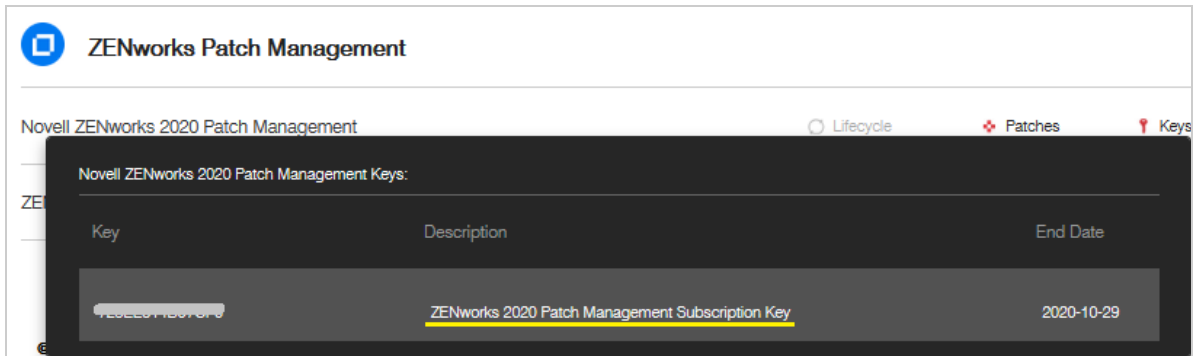 ZENworks Patch Management
Novell ZENworks 2020 Patch Management Lifecycle Patches Keys
Novell ZENworks 2020 Patch Management Keys:
ZE
Key Description End Date
ZENworks 2020 Patch Management Subscription Key 2020-10-29